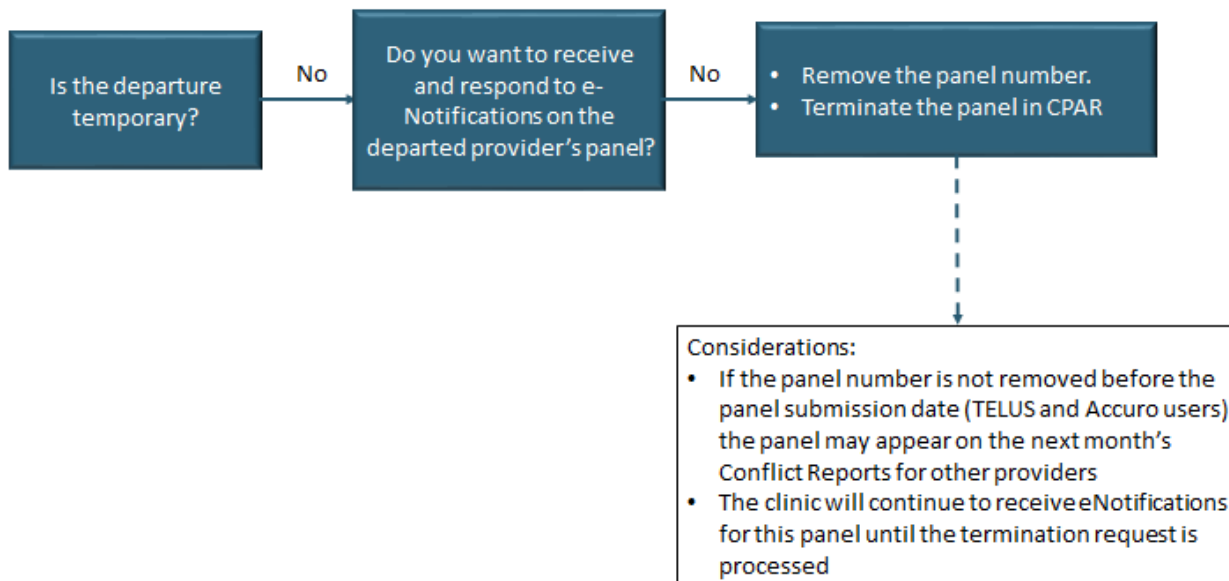 Is the departure
temporary?
No
Do you want to receive
and respond to e-
Notifications on the
departed provider's panel?
No
• Remove the panel number.
• Terminate the panel in CPAR
Considerations:
• If the panel number is not removed before the
panel submission date (TELUS and Accuro users)
the panel may appear on the next month's
Conflict Reports for other providers
• The clinic will continue to receive eNotifications
for this panel until the termination request is
processed